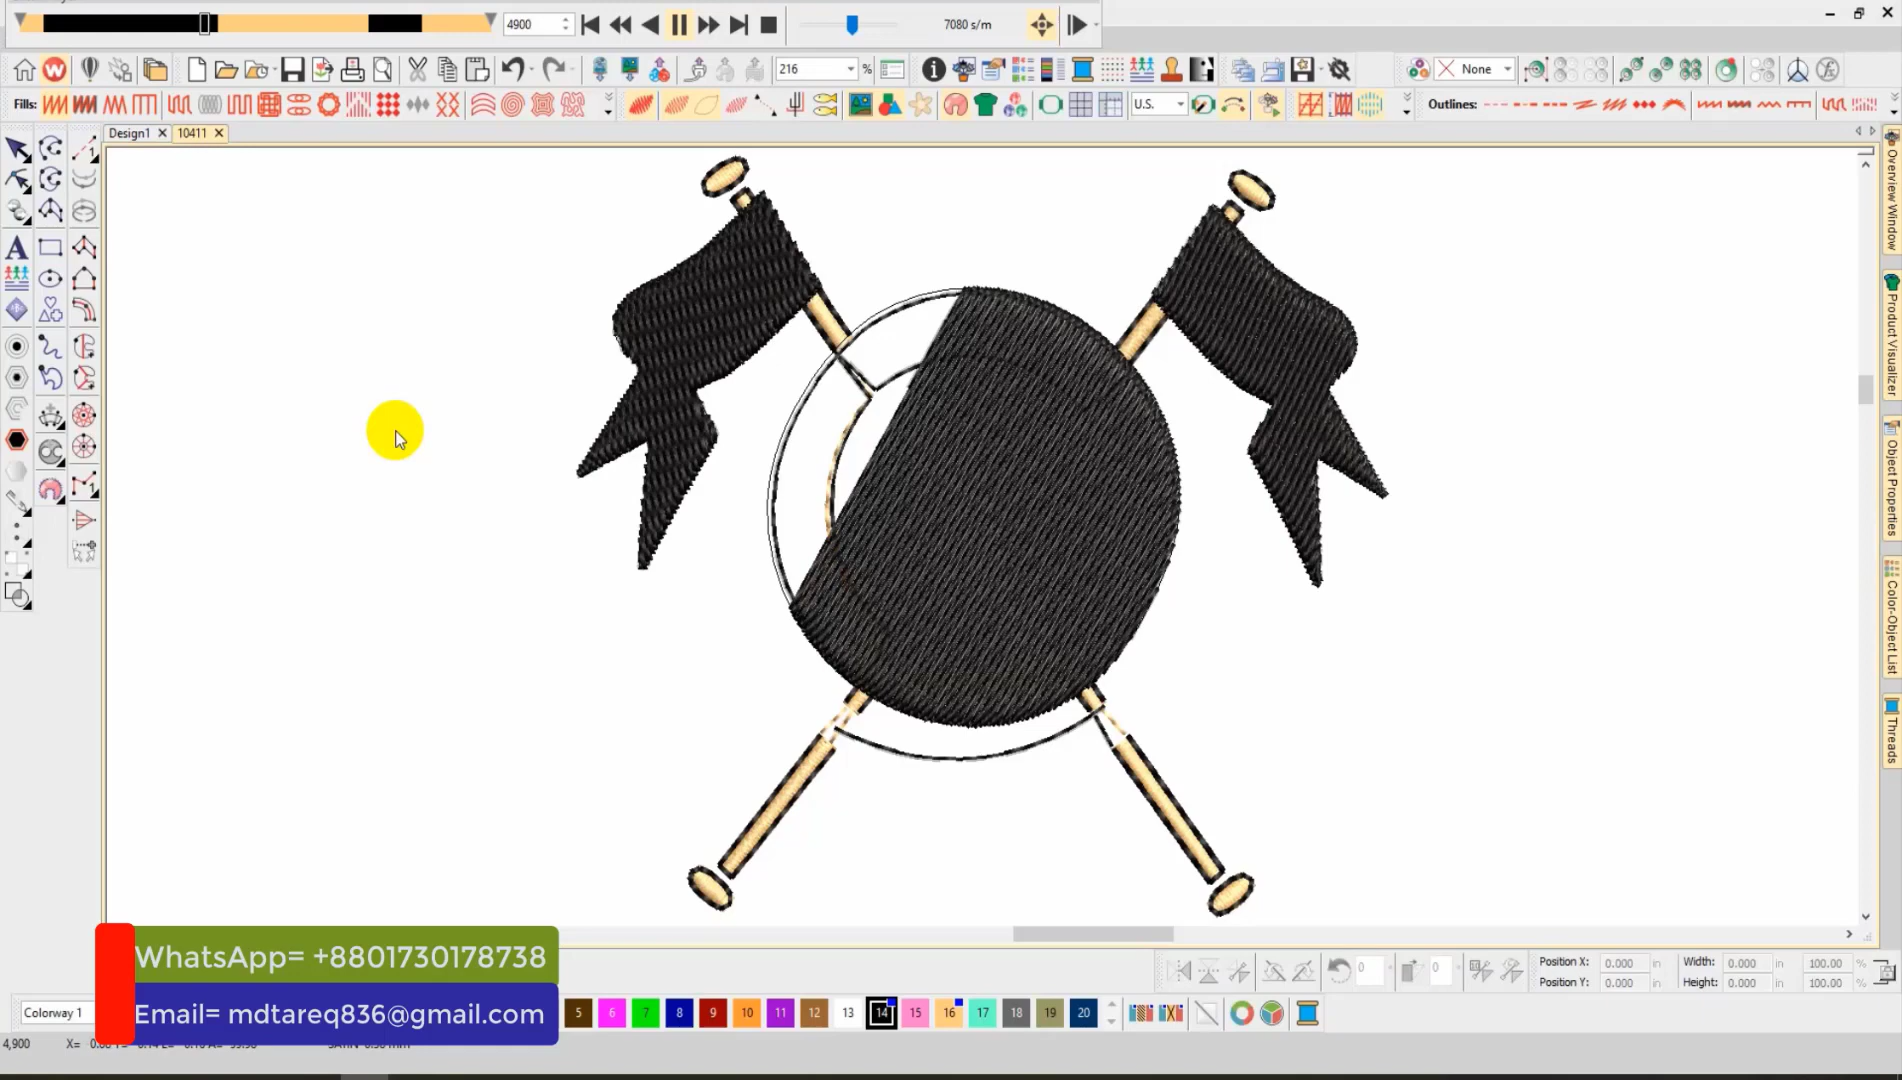 4900
7080 s/m
216
%
None
Fills:
U.S.
Outlines:
Design1
10411
Overview Window
Product Visualizer
Object Properties
Color-Object List
Threads
WhatsApp= +8801730178738
Email= mdtareq836@gmail.com
0
0
Position X: 0.000 in
Width: 0.000 in 100.00 %
Position Y: 0.000 in
Height: 0.000 in 100.00 %
Colorway 1
5 6 7 8 9 10 11 12 13 14 15 16 17 18 19 20
4,900 X=